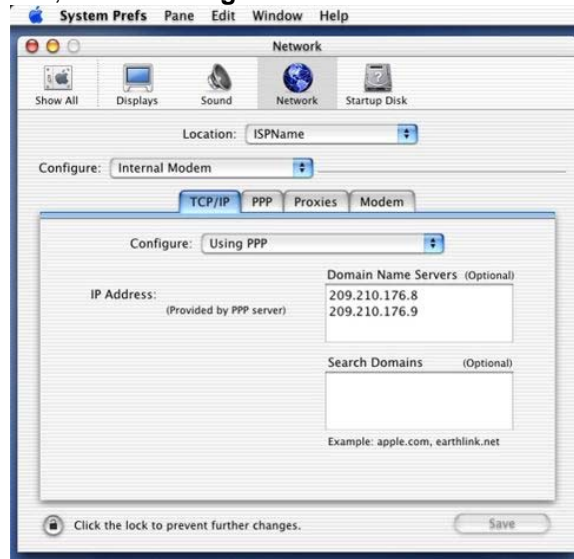 System Prefs Pane Edit Window Help
Network
Show All Displays Sound Network Startup Disk
Location: ISPName
Configure: Internal Modem
TCP/IP PPP Proxies Modem
Configure: Using PPP
Domain Name Servers (Optional)
IP Address:
209.210.176.8
(Provided by PPP server)
209.210.176.9
Search Domains (Optional)
Example: apple.com, earthlink.net
Click the lock to prevent further changes.
Save